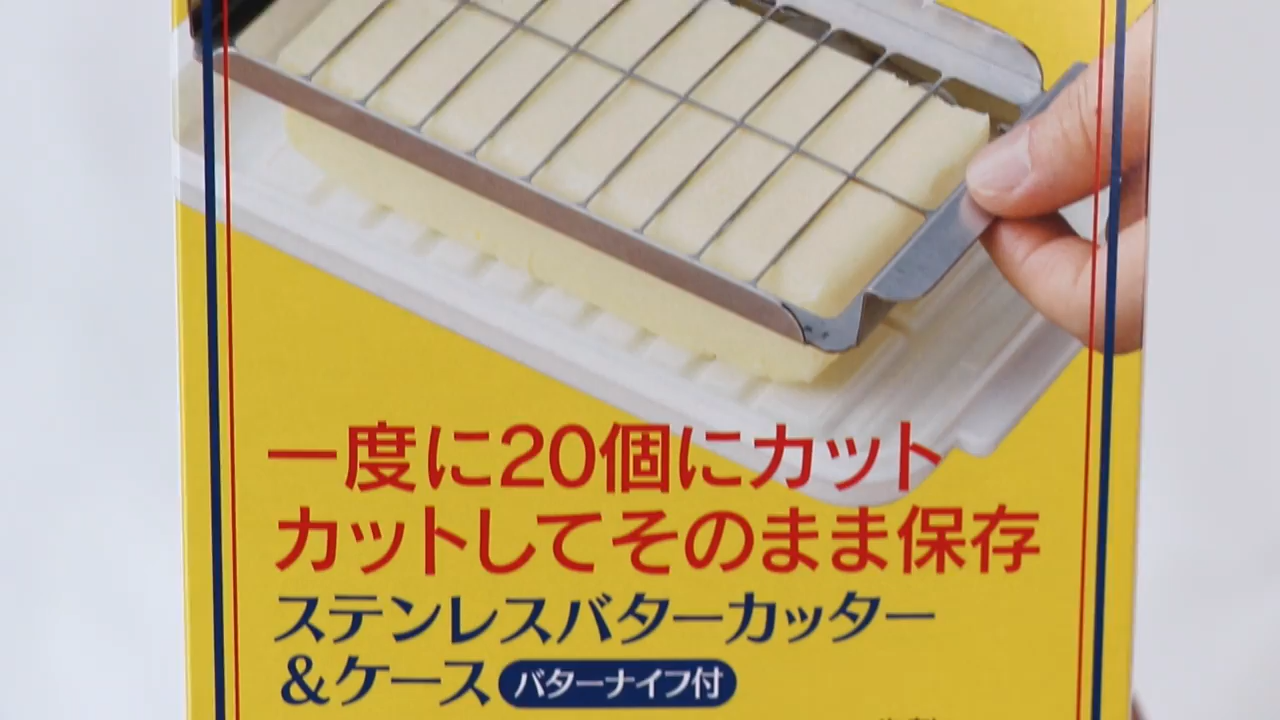 一度に20個にカット
カットしてそのまま保存
ステンレスバターカッター
&ケース バターナイフ付